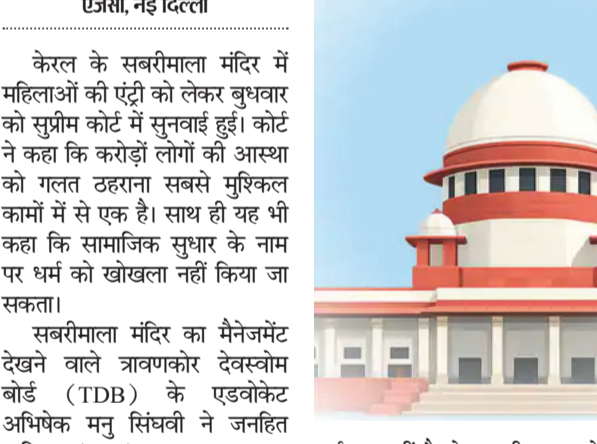 एजेंसी, नई दिल्ली
केरल के सबरीमाला मंदिर में
महिलाओं की एंट्री को लेकर बुधवार
को सुप्रीम कोर्ट में सुनवाई हुई। कोर्ट
ने कहा कि करोड़ों लोगों की आस्था
को गलत ठहराना सबसे मुश्किल
कामों में से एक है। साथ ही यह भी
कहा कि सामाजिक सुधार के नाम
पर धर्म को खोखला नहीं किया जा
सकता।
सबरीमाला मंदिर का मैनेजमेंट
देखने वाले त्रावणकोर देवस्वोम
बोर्ड (TDB) के एडवोकेट
अभिषेक मनु सिंघवी ने जनहित